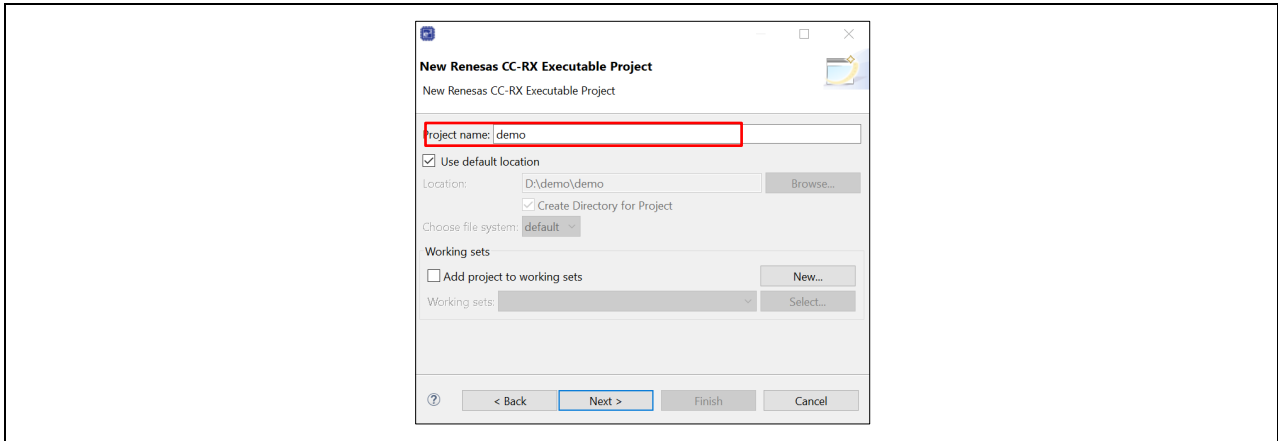 New Renesas CC-RX Executable Project
New Renesas CC-RX Executable Project
Project name: demo
Use default location
Location: D:\demo\demo Browse...
Create Directory for Project
Choose file system: default
Working sets
Add project to working sets New...
Working sets: Select...
< Back Next > Finish Cancel